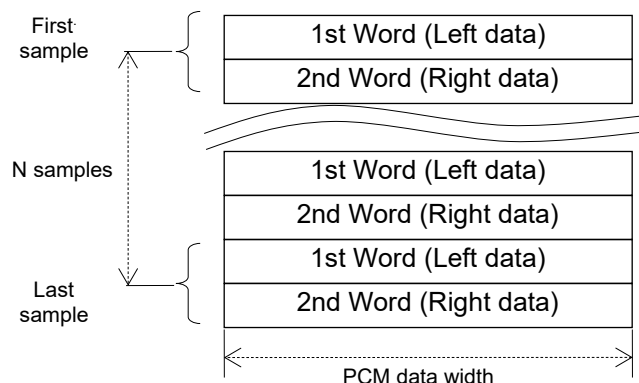 First
sample
1st Word (Left data)
2nd Word (Right data)
N samples
1st Word (Left data)
2nd Word (Right data)
1st Word (Left data)
2nd Word (Right data)
Last
sample
PCM data width